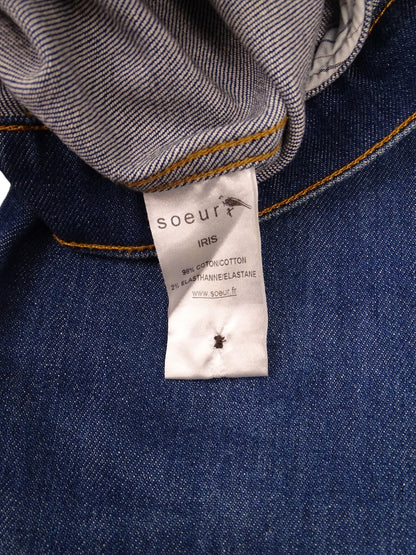 soeur
IRIS
98% COTON/COTTON
2% ELASTHANNE/ELASTANE
www.soeur.fr